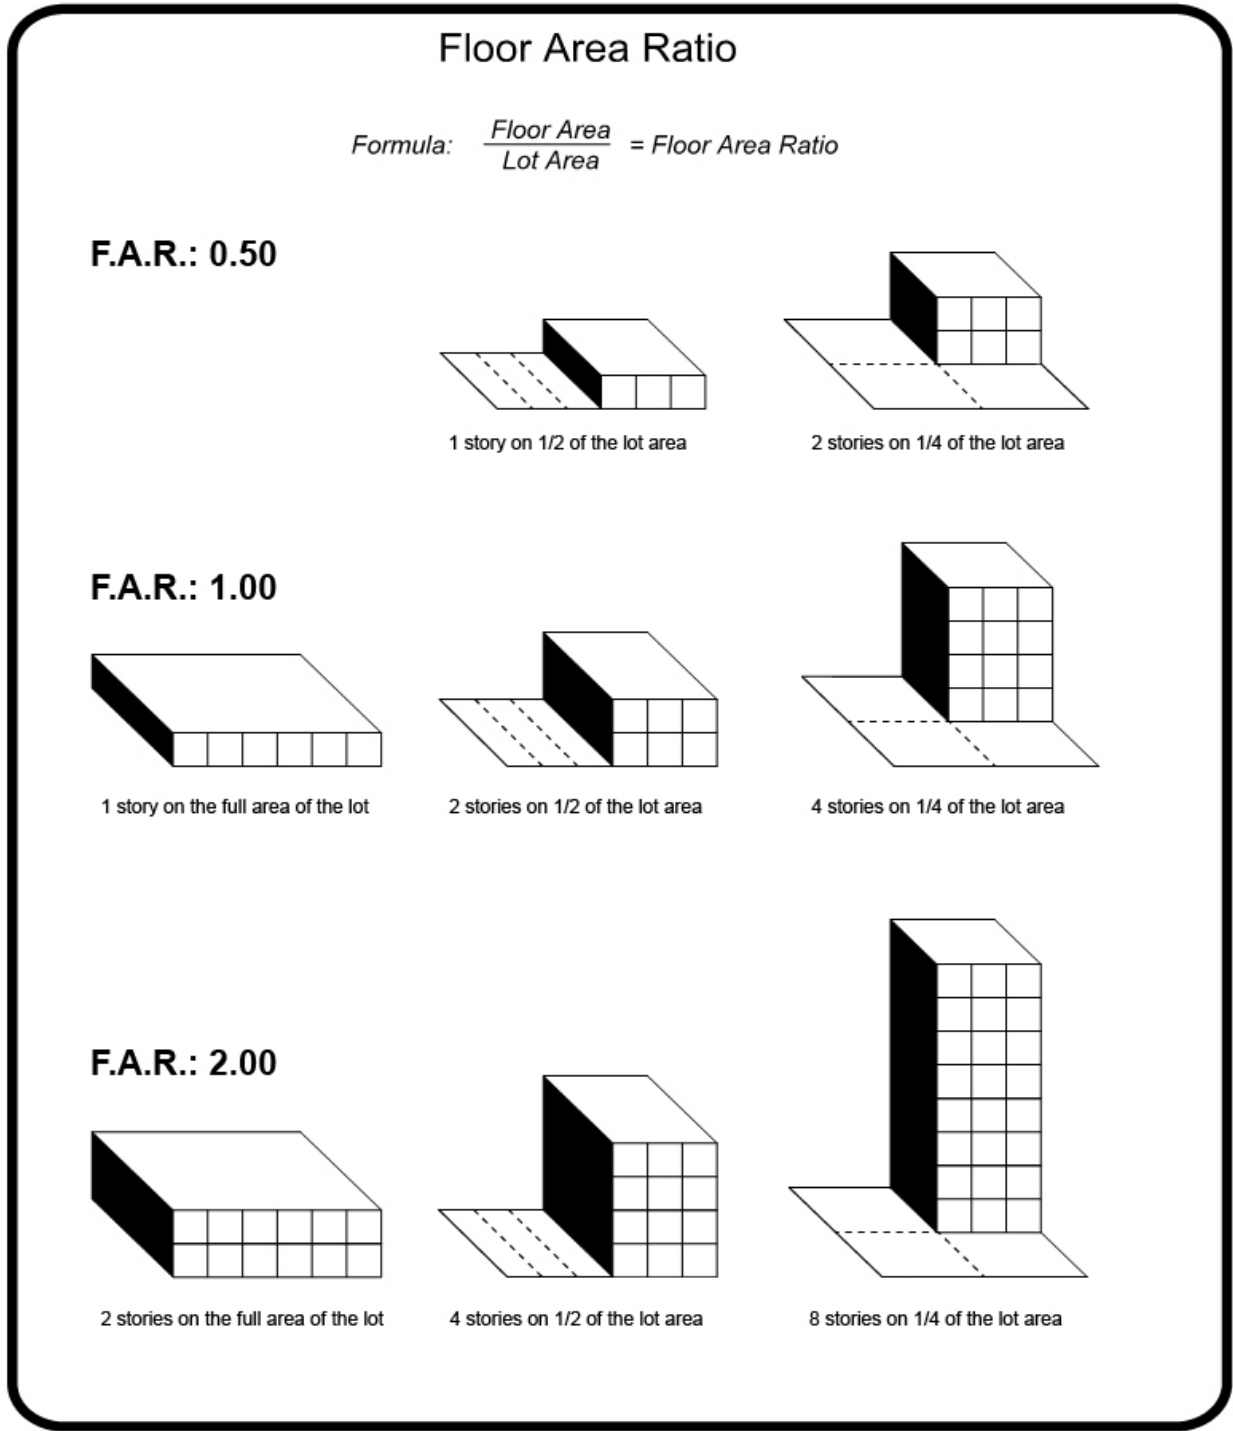 Floor Area Ratio
Formula: Floor Area
Lot Area = Floor Area Ratio
F.A.R.: 0.50
1 story on 1/2 of the lot area
2 stories on 1/4 of the lot area
F.A.R.: 1.00
1 story on the full area of the lot
2 stories on 1/2 of the lot area
4 stories on 1/4 of the lot area
F.A.R.: 2.00
2 stories on the full area of the lot
4 stories on 1/2 of the lot area
8 stories on 1/4 of the lot area